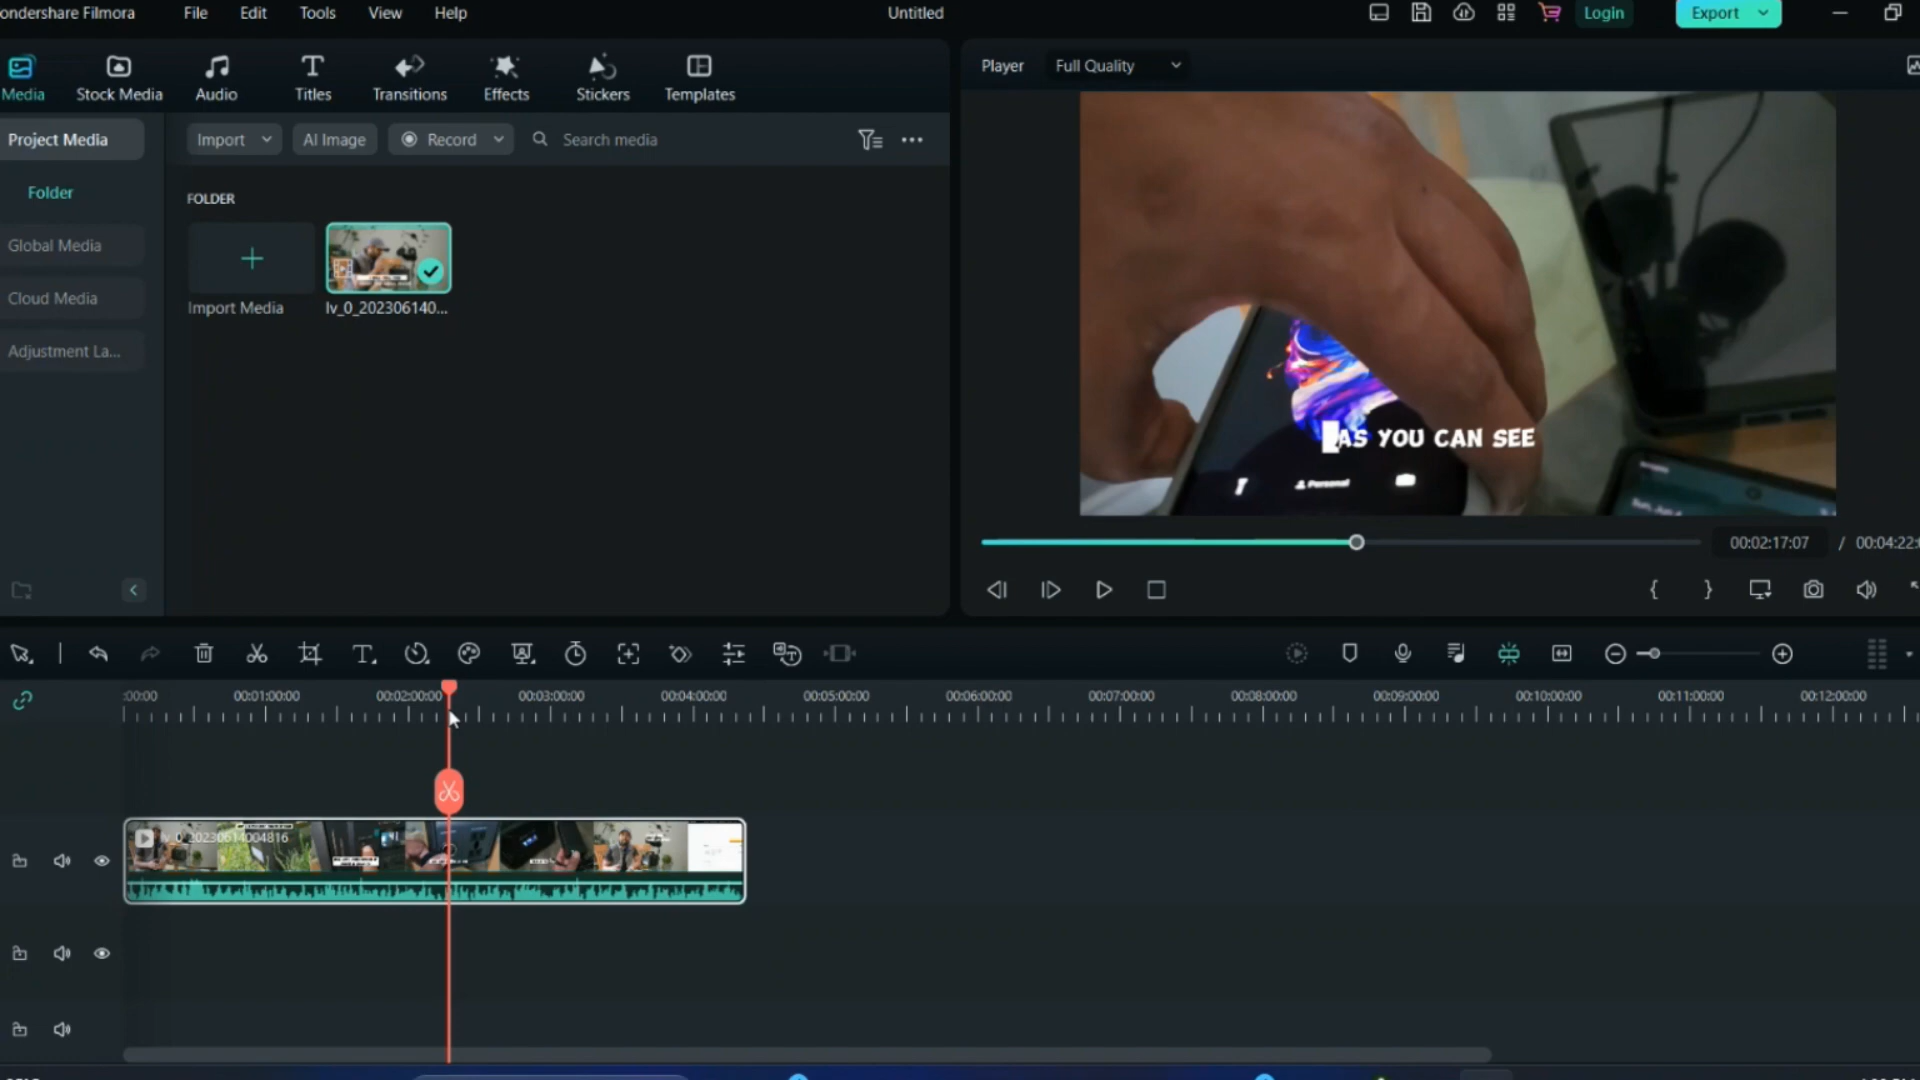 ondershare Filmora
File
Edit
Tools
View
Help
Untitled
Login
Export
Media
Stock Media
Audio
Titles
Transitions
Effects
Stickers
Templates
Player
Full Quality
Project Media
Import
AI Image
Record
Search media
Folder
FOLDER
Global Media
Cloud Media
Adjustment La...
Import Media
lv_0_202306140...
AS YOU CAN SEE
Personal
00:02:17:07 / 00:04:22:
:00:00
00:01:00:00
00:02:00:00
00:03:00:00
00:04:00:00
00:05:00:00
00:06:00:00
00:07:00:00
00:08:00:00
00:09:00:00
00:10:00:00
00:11:00:00
00:12:00:00
lv_0_20230614004816